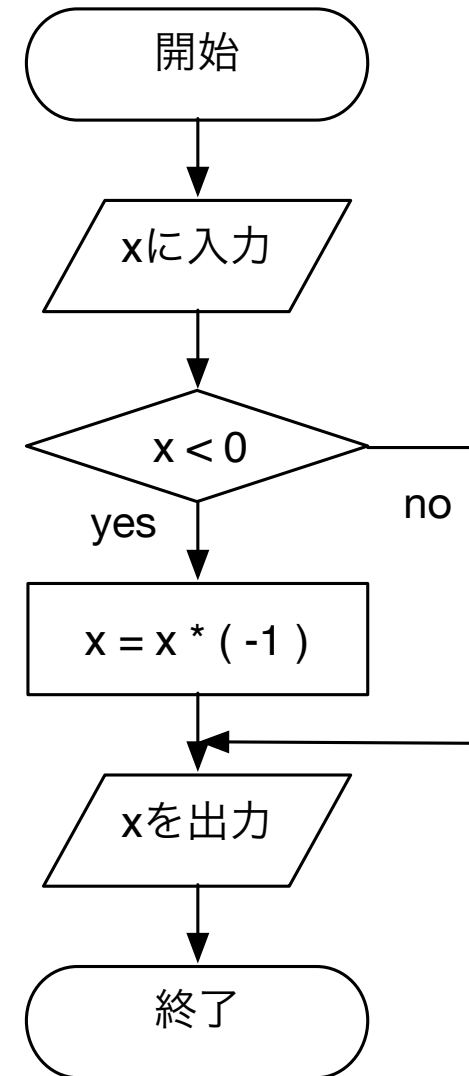 開始
xに入力
x < 0
yes
no
x = x * ( -1 )
xを出力
終了